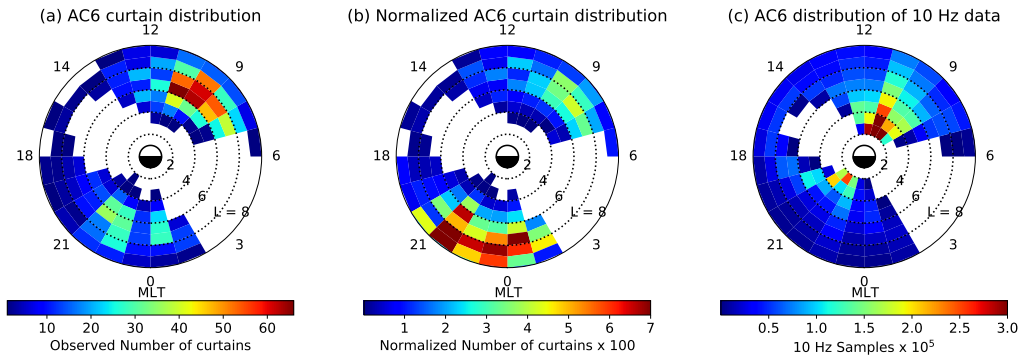 (a) AC6 curtain distribution
12
14
9
18
6
2
4
6
L = 8
21
3
0
MLT
10 20 30 40 50 60
Observed Number of curtains
(b) Normalized AC6 curtain distribution
12
14
9
18
6
2
4
6
L = 8
21
3
0
MLT
1 2 3 4 5 6 7
Normalized Number of curtains x 100
(c) AC6 distribution of 10 Hz data
12
14
9
18
6
2
4
6
L = 8
21
3
0
MLT
0.5 1.0 1.5 2.0 2.5 3.0
10 Hz Samples x 10⁵